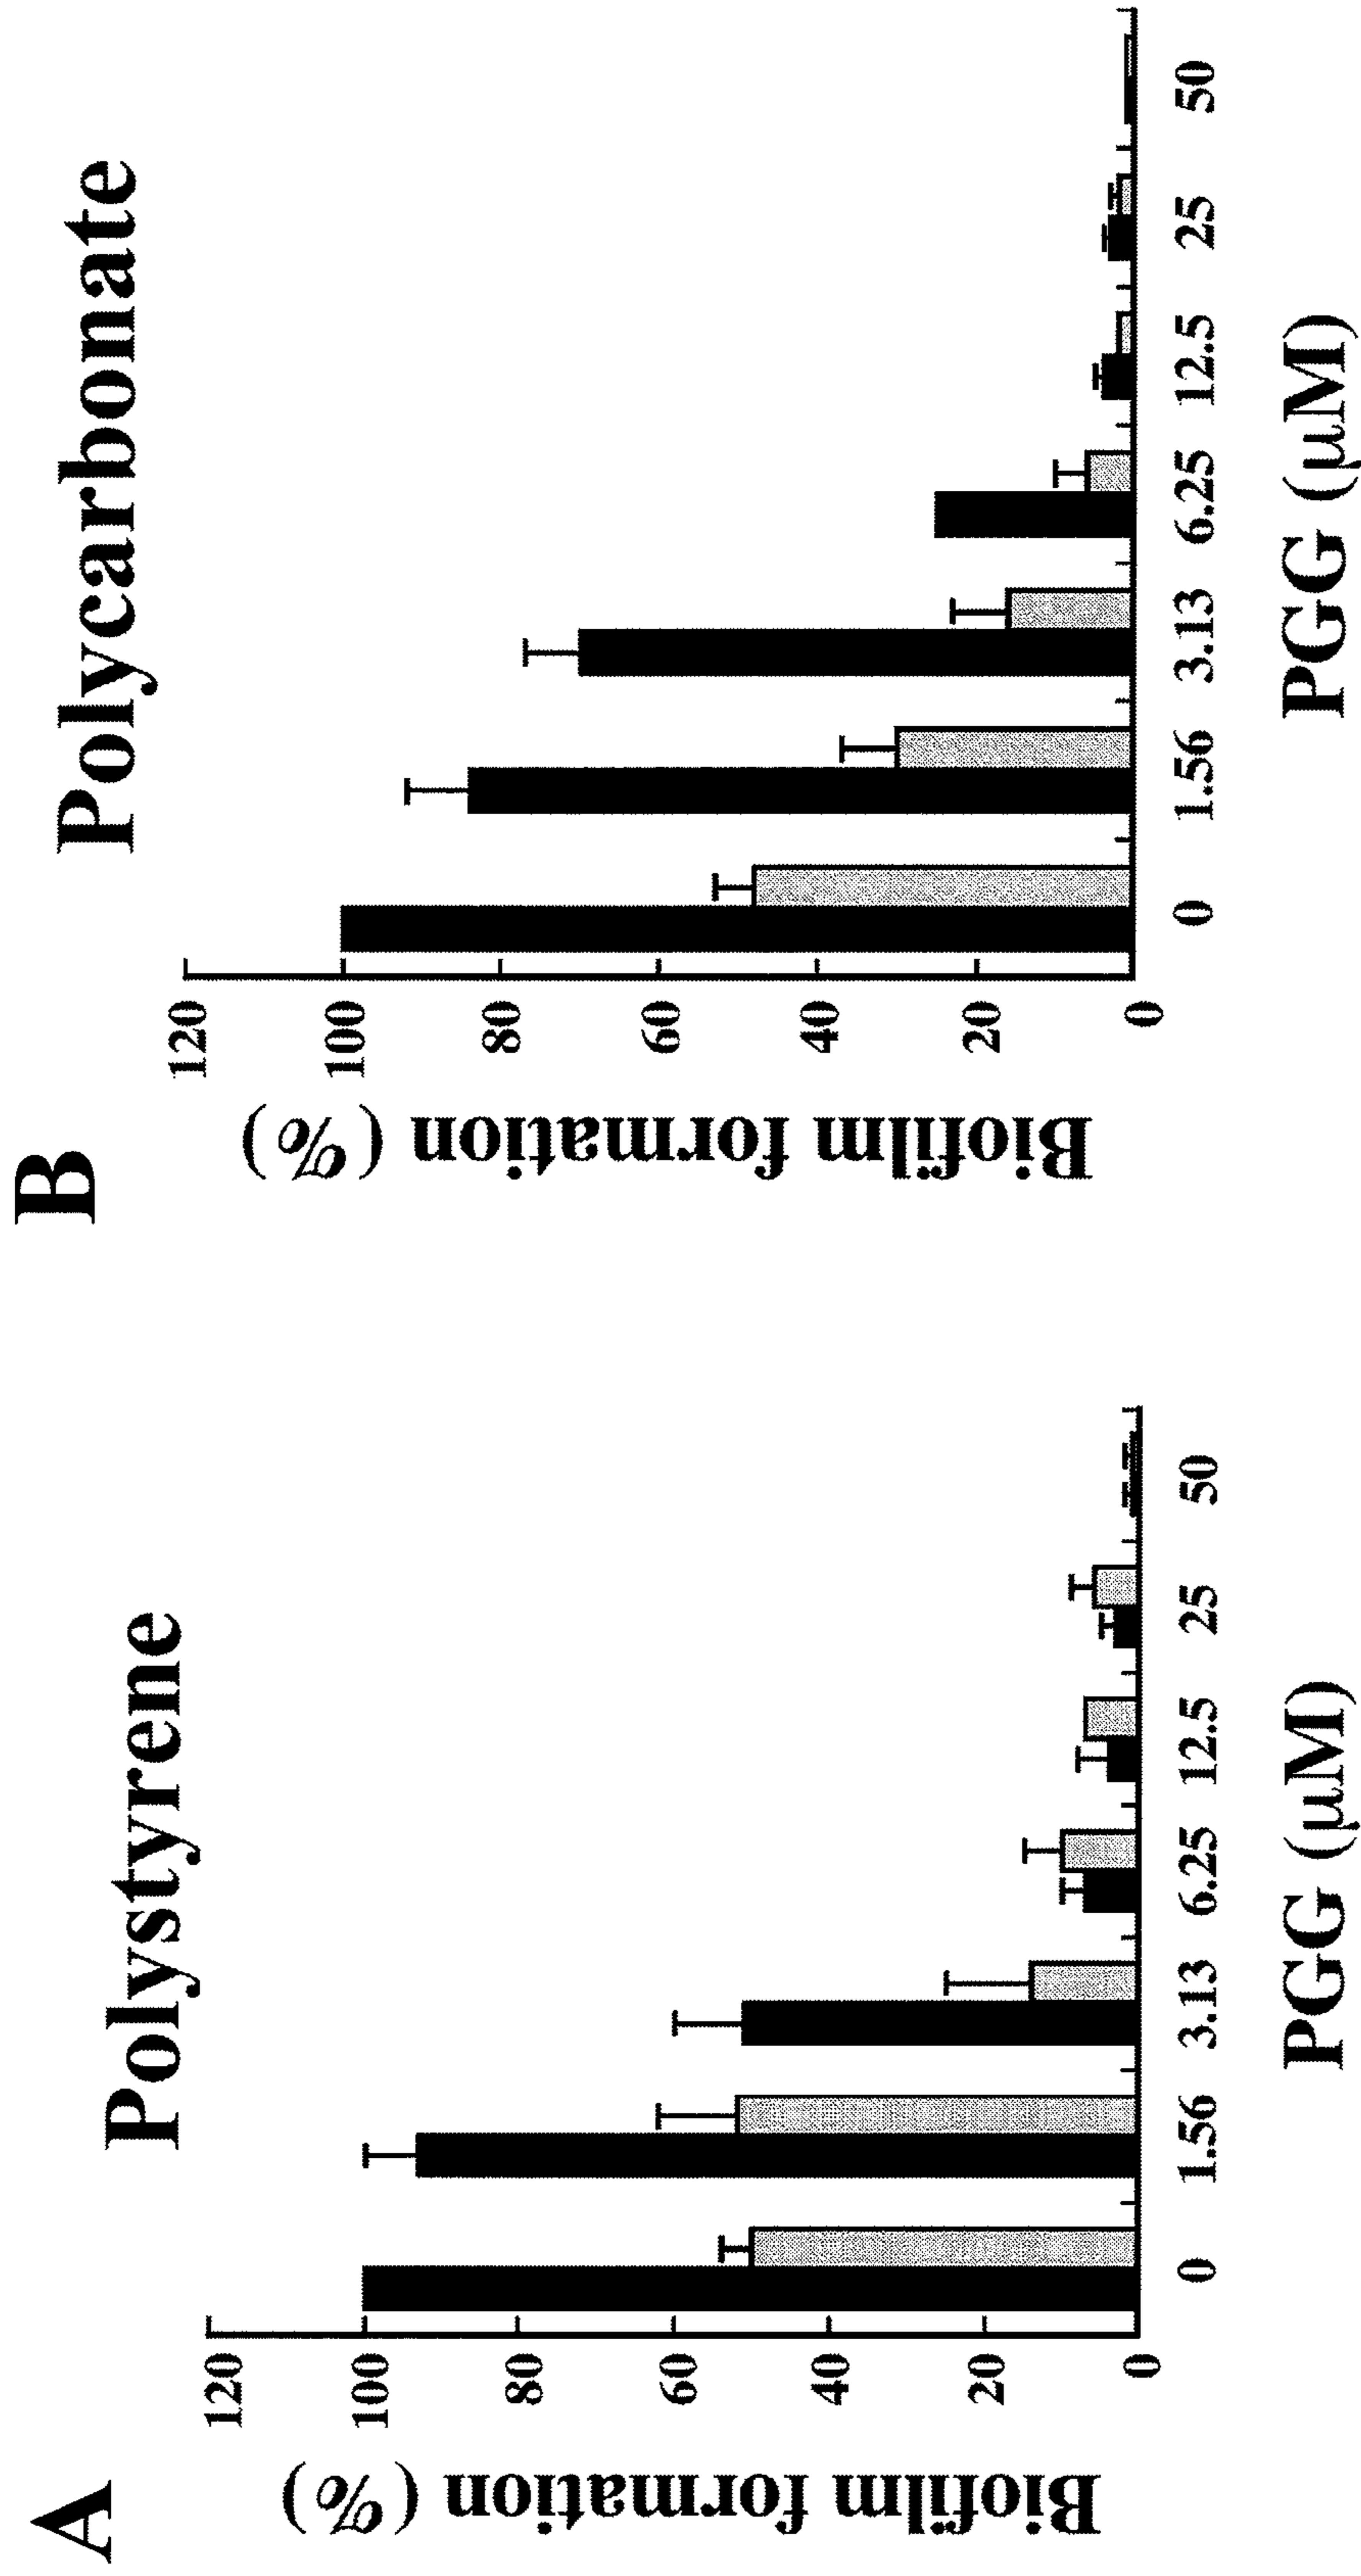 A
Polystyrene
Biofilm formation (%)
120
100
80
60
40
20
0
0 1.56 3.13 6.25 12.5 25 50
PGG (μM)
B
Polycarbonate
Biofilm formation (%)
120
100
80
60
40
20
0
0 1.56 3.13 6.25 12.5 25 50
PGG (μM)